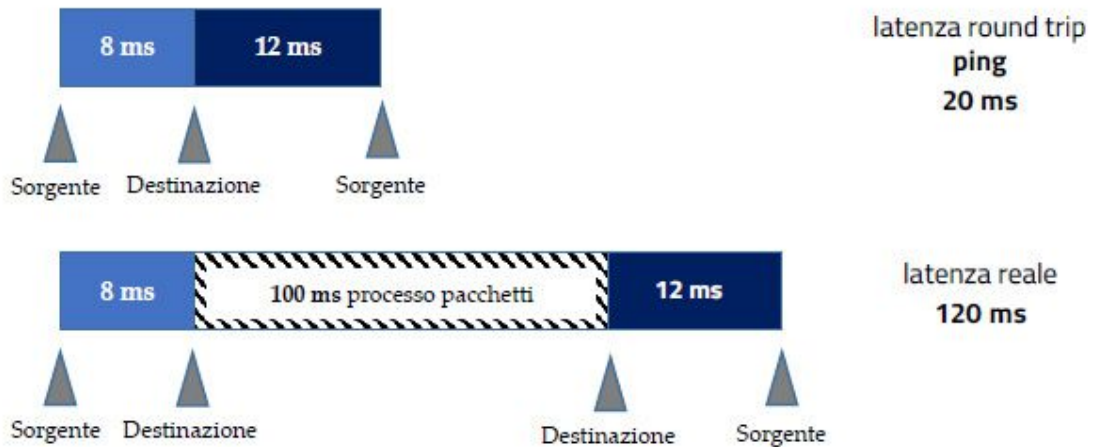 8 ms 12 ms
latenza round trip
ping
20 ms
Sorgente Destinazione Sorgente
8 ms 100 ms processo pacchetti 12 ms
latenza reale
120 ms
Sorgente Destinazione Destinazione Sorgente